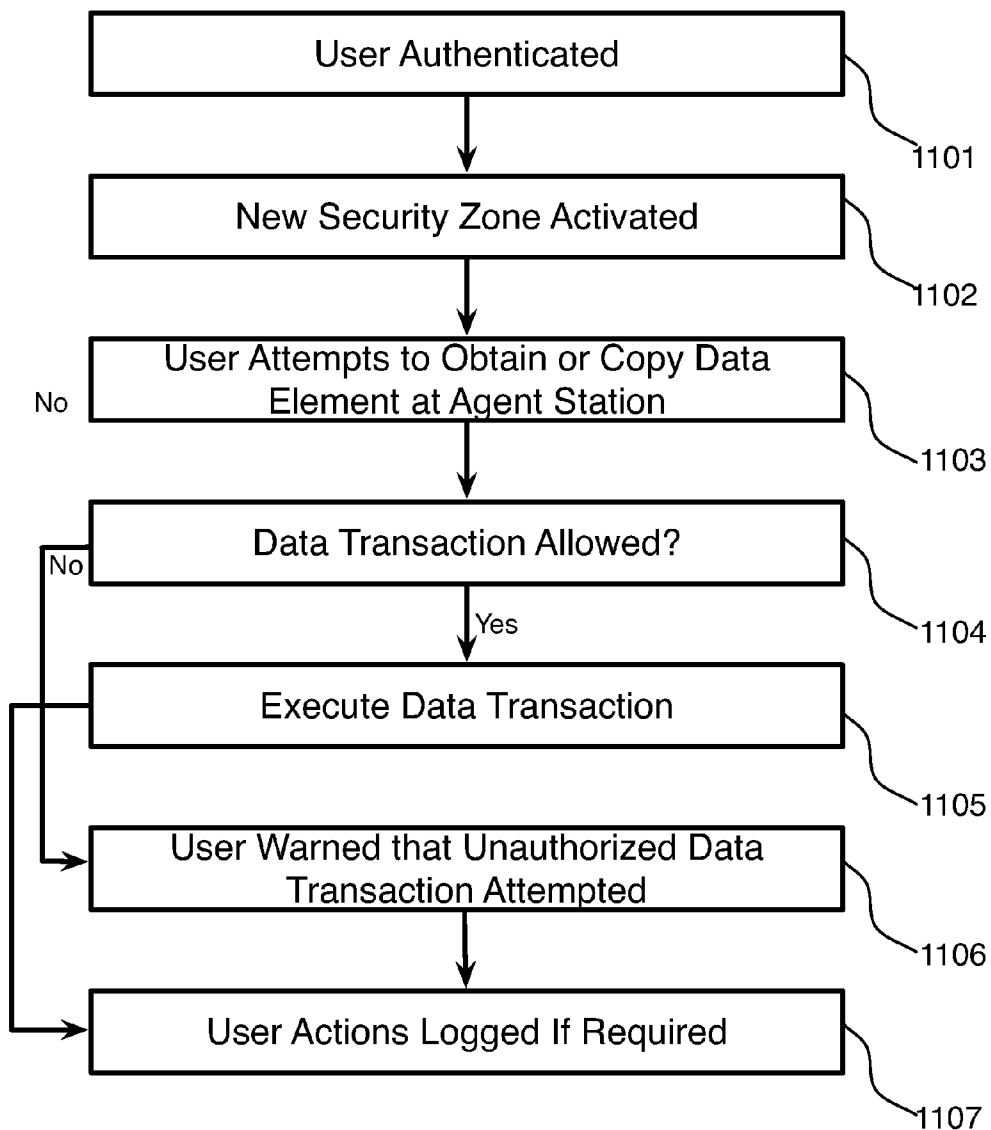 User Authenticated
1101
New Security Zone Activated
1102
User Attempts to Obtain or Copy Data
Element at Agent Station
No
1103
Data Transaction Allowed?
No
1104
Yes
Execute Data Transaction
1105
User Warned that Unauthorized Data
Transaction Attempted
1106
User Actions Logged If Required
1107